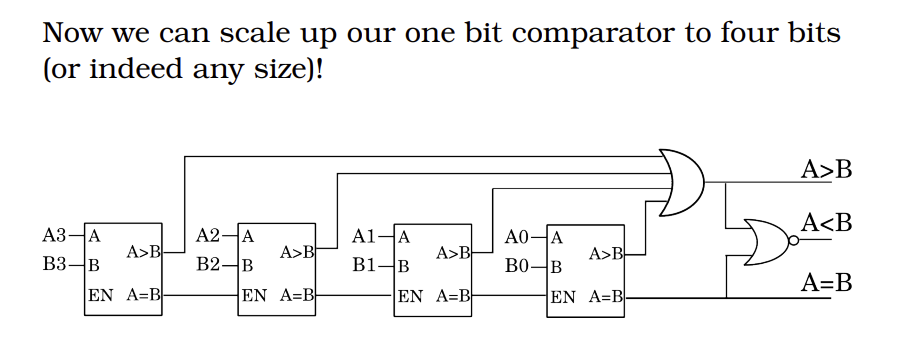 Now we can scale up our one bit comparator to four bits
(or indeed any size)!
A>B
A3 A A2 A A1 A A0 A A<B
A>B A>B A>B A>B
B3 B B2 B B1 B B0 B
EN A=B EN A=B EN A=B EN A=B A=B